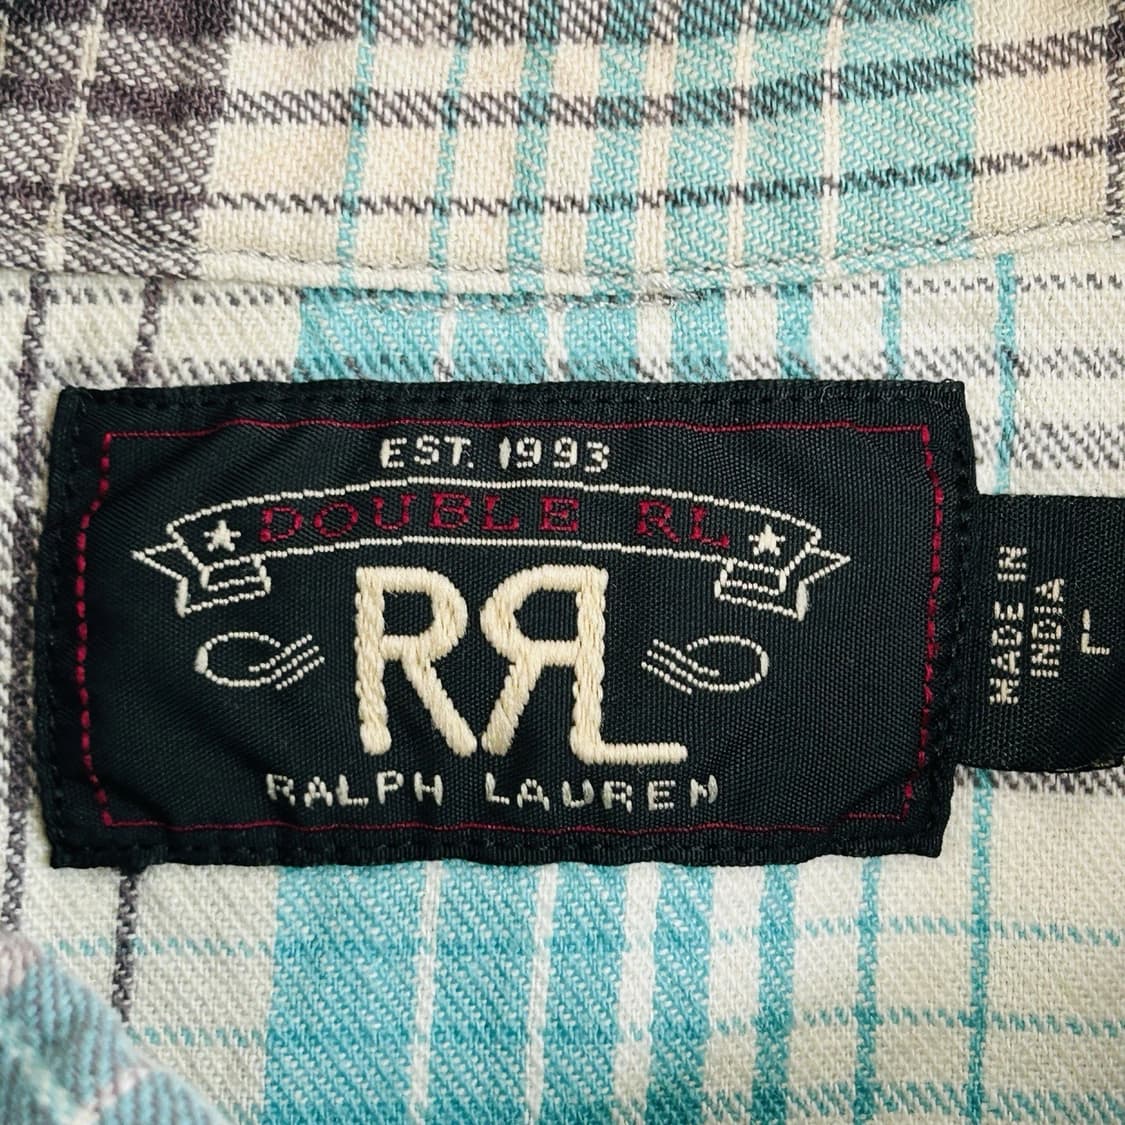 EST. 1993
DOUBLE RL
RRL
RALPH LAUREN
MADE IN
INDIA
L